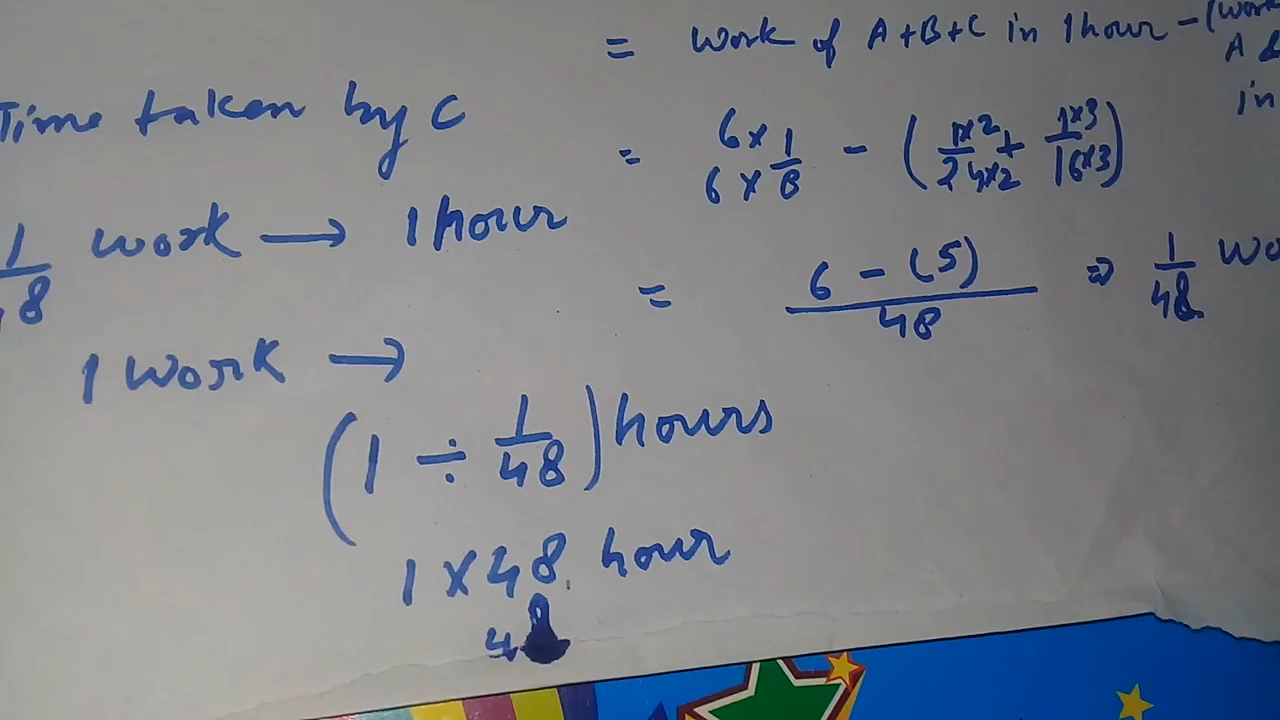 = work of A+B+C in 1 hour - (work
A &
in
Time taken by C
= 6 × 1/8 - (1×2/24×2 + 1×3/16×3)
6 ×
1/48 work → 1 hour
= 6 - (5)/48 ⇒ 1/48 wo
1 work →
(1 ÷ 1/48) hours
1 × 48 hour
48